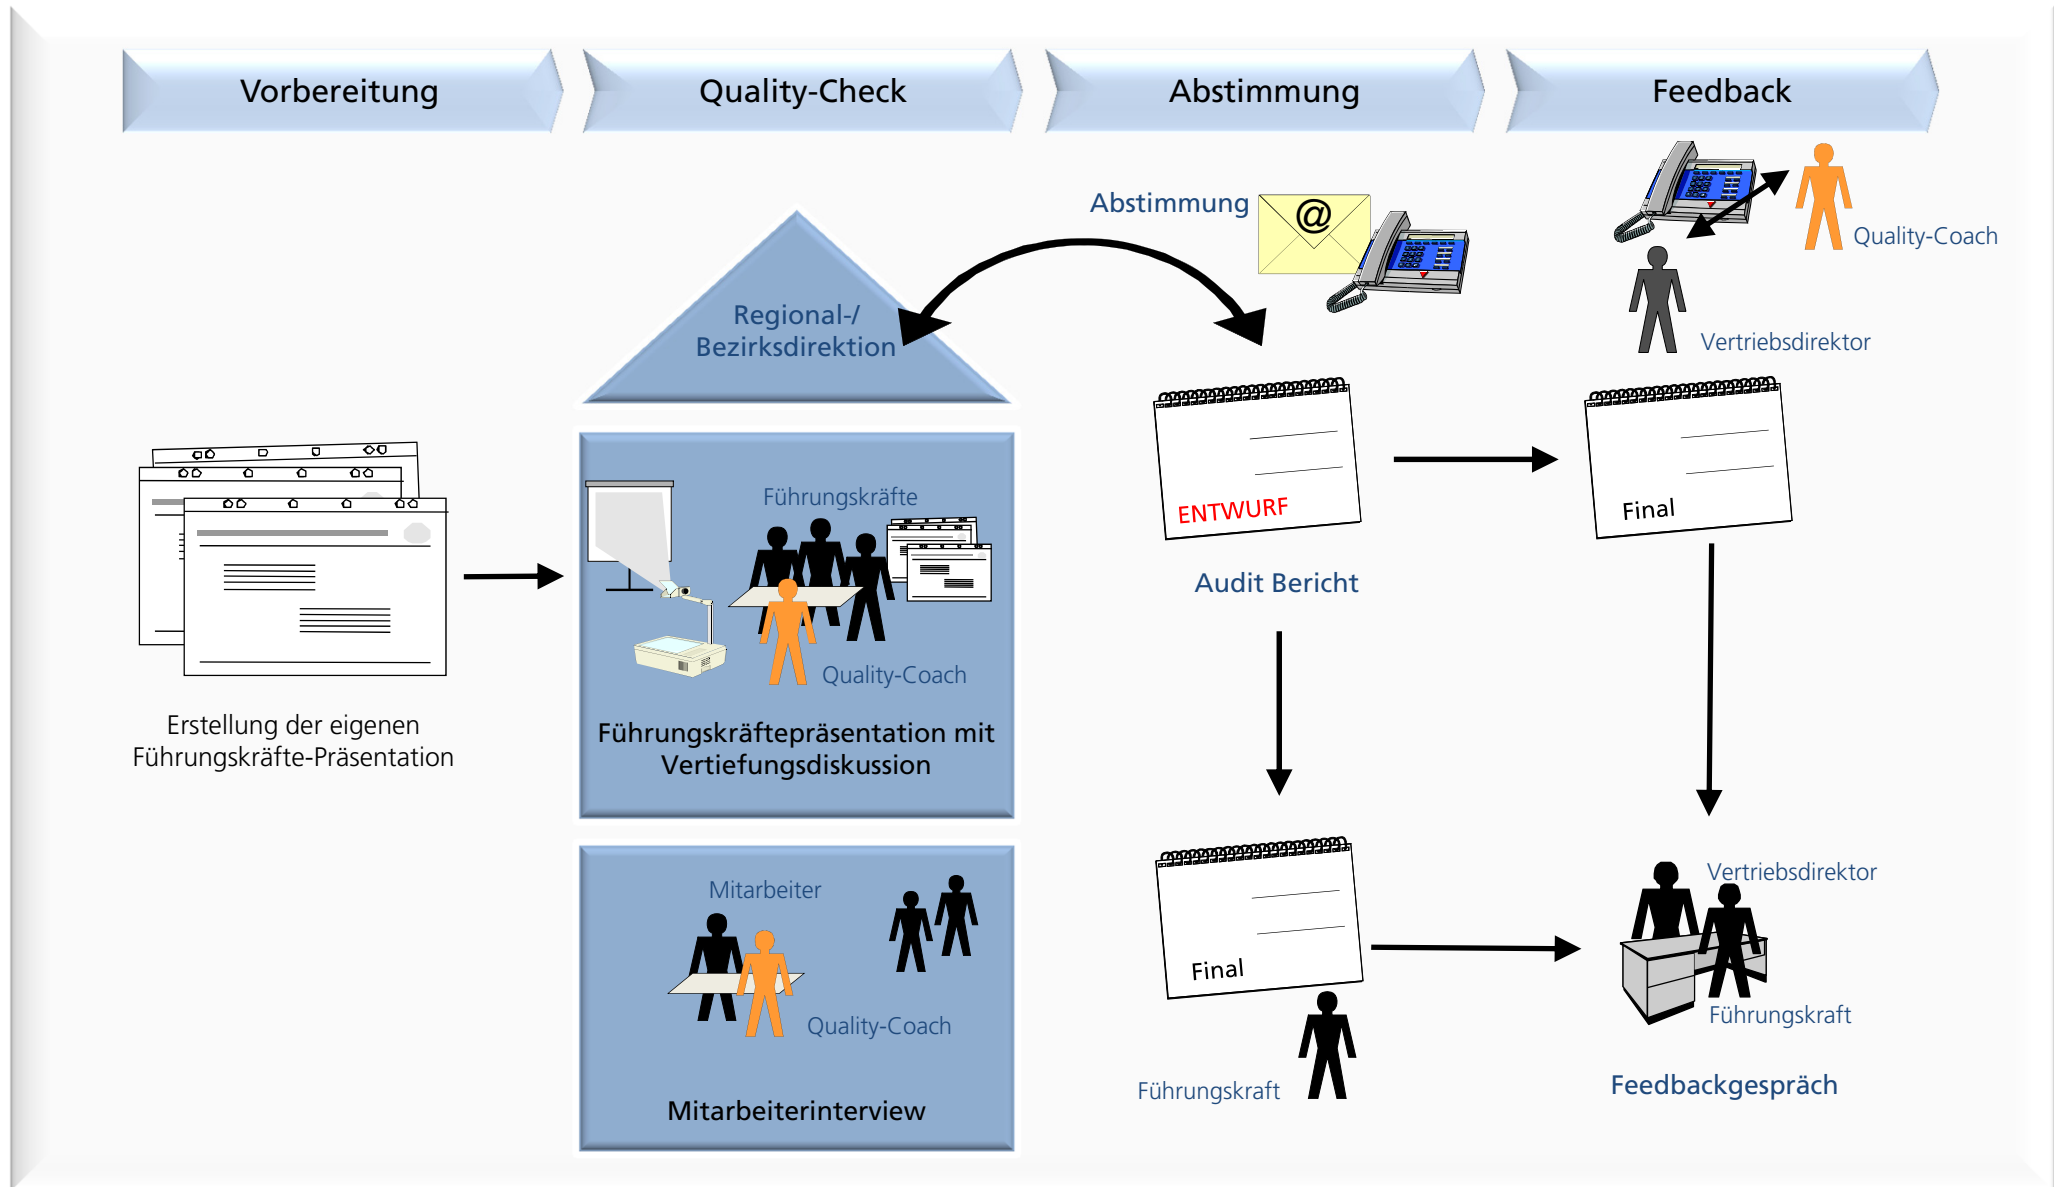 Vorbereitung
Quality-Check
Abstimmung
Feedback
Abstimmung
@
Quality-Coach
Vertriebsdirektor
Regional-/
Bezirksdirektion
Führungskräfte
Quality-Coach
Führungskräftepräsentation mit
Vertiefungsdiskussion
ENTWURF
Audit Bericht
Final
Erstellung der eigenen
Führungskräfte-Präsentation
Mitarbeiter
Quality-Coach
Mitarbeiterinterview
Final
Führungskraft
Vertriebsdirektor
Führungskraft
Feedbackgespräch